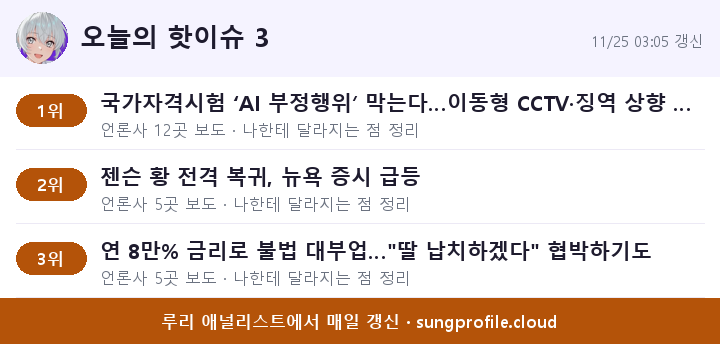 오늘의 핫이슈 3
11/25 03:05 갱신
1위
국가자격시험 ‘AI 부정행위’ 막는다…이동형 CCTV·징역 상향 …
언론사 12곳 보도 · 나한테 달라지는 점 정리
2위
젠슨 황 전격 복귀, 뉴욕 증시 급등
언론사 5곳 보도 · 나한테 달라지는 점 정리
3위
연 8만% 금리로 불법 대부업…"딸 납치하겠다" 협박하기도
언론사 5곳 보도 · 나한테 달라지는 점 정리
루리 애널리스트에서 매일 갱신 · sungprofile.cloud